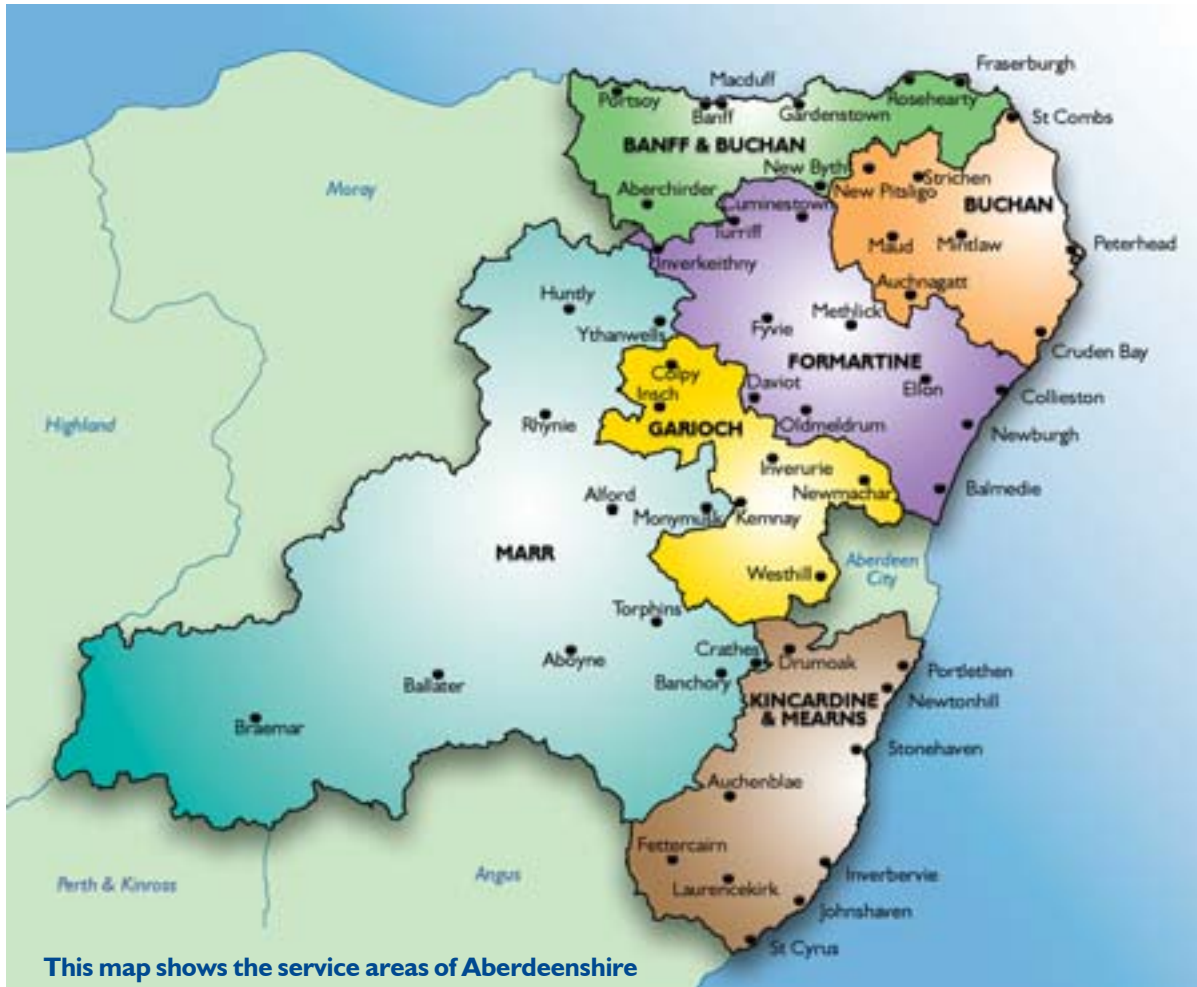 Fraserburgh
Macduff
Portsoy
Rosehearty
Banff
Gardenstown
St Combs
BANFF & BUCHAN
New Byth
Strichen
Aberchirder
New Pitsligo
Cuminestown
BUCHAN
Moray
Turriff
Maud
Mintlaw
Peterhead
Inverkeithny
Auchnagatt
Huntly
Methlick
Fyvie
Ythanwells
Cruden Bay
FORMARTINE
Colpy
Daviot
Ellon
Insch
Collieston
Highland
Rhynie
GARIOCH
Oldmeldrum
Newburgh
Inverurie
Alford
Newmachar
Balmedie
Monymusk
Kemnay
MARR
Aberdeen
City
Westhill
Torphins
Crathes
Aboyne
Drumoak
Portlethen
Ballater
Banchory
KINCARDINE
& MEARNS
Newtonhill
Braemar
Stonehaven
Auchenblae
Fettercairn
Perth & Kinross
Angus
Laurencekirk
Inverbervie
Johnshaven
St Cyrus
This map shows the service areas of Aberdeenshire